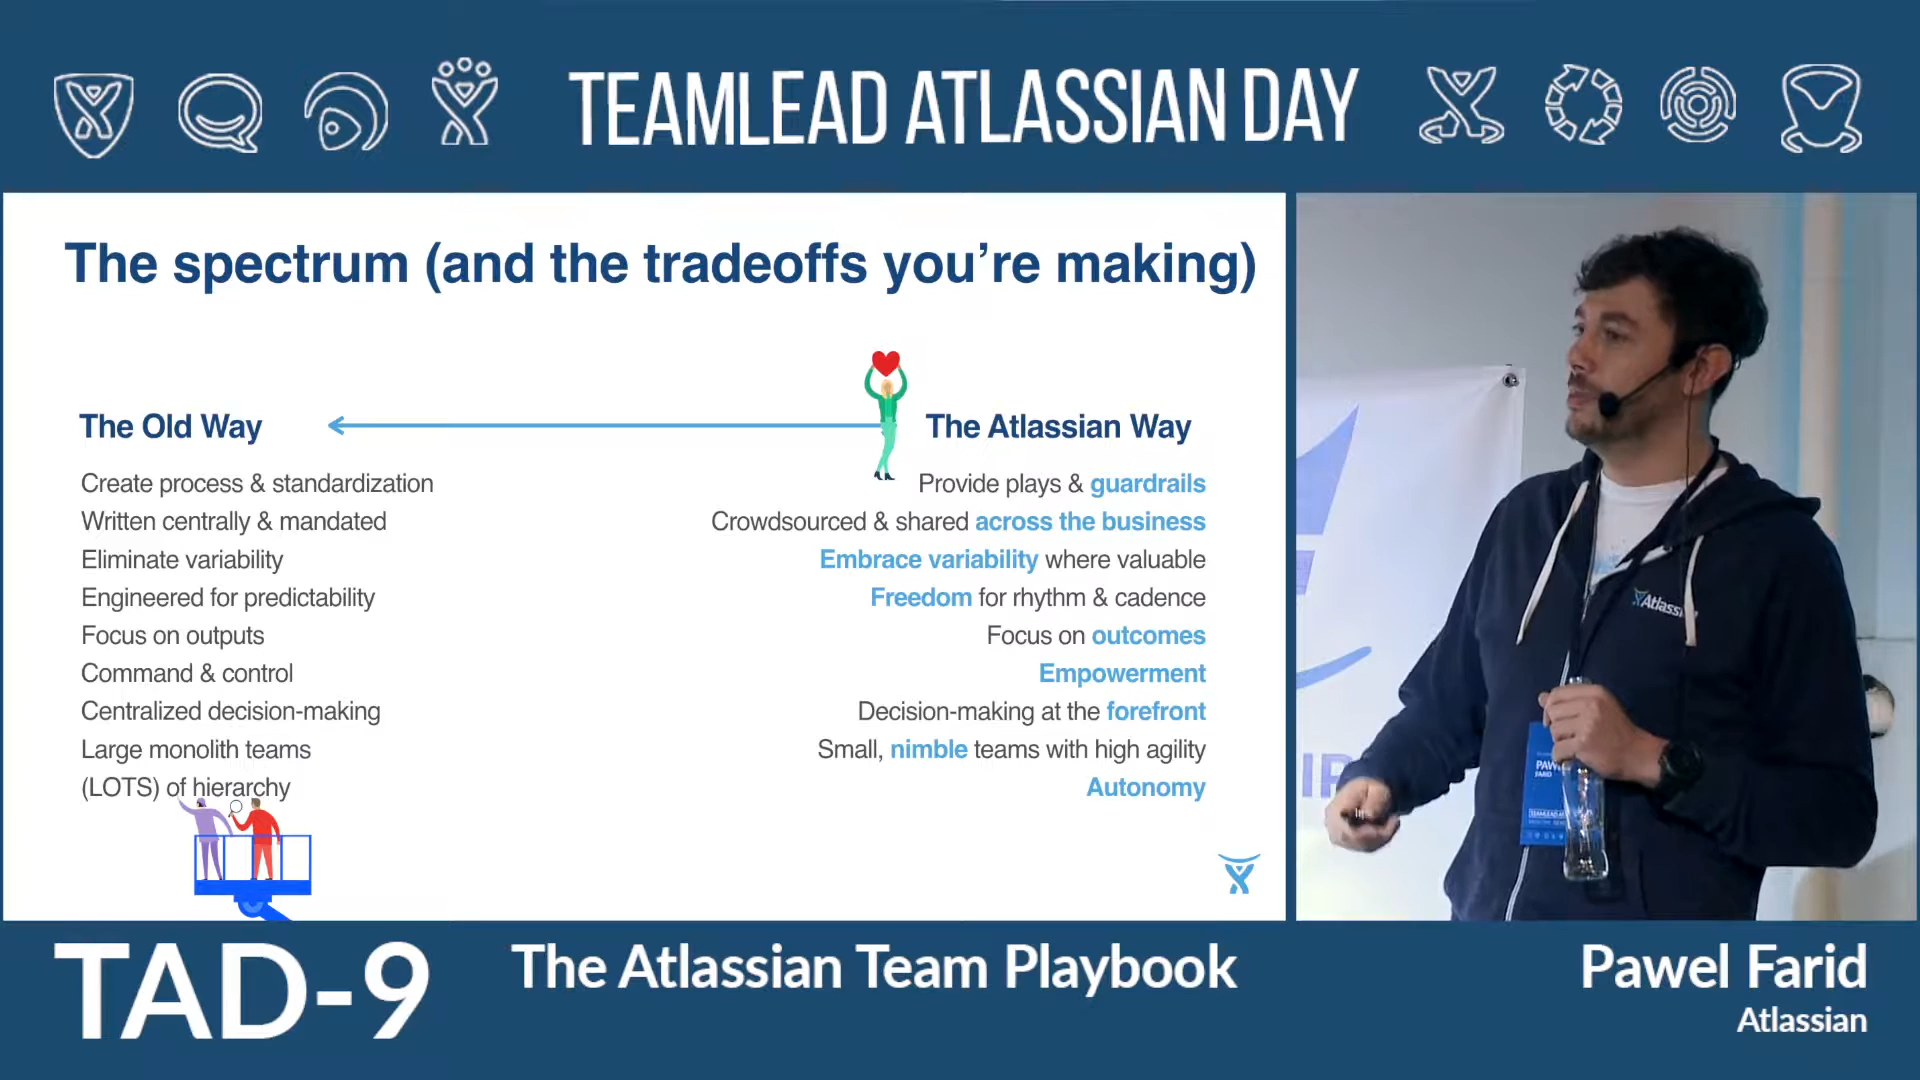 TEAMLEAD ATLASSIAN DAY
The spectrum (and the tradeoffs you're making)
The Old Way
Create process & standardization
Written centrally & mandated
Eliminate variability
Engineered for predictability
Focus on outputs
Command & control
Centralized decision-making
Large monolith teams
(LOTS) of hierarchy
The Atlassian Way
Provide plays & guardrails
Crowdsourced & shared across the business
Embrace variability where valuable
Freedom for rhythm & cadence
Focus on outcomes
Empowerment
Decision-making at the forefront
Small, nimble teams with high agility
Autonomy
PAW
FARID
TAD-9
The Atlassian Team Playbook
Pawel Farid
Atlassian